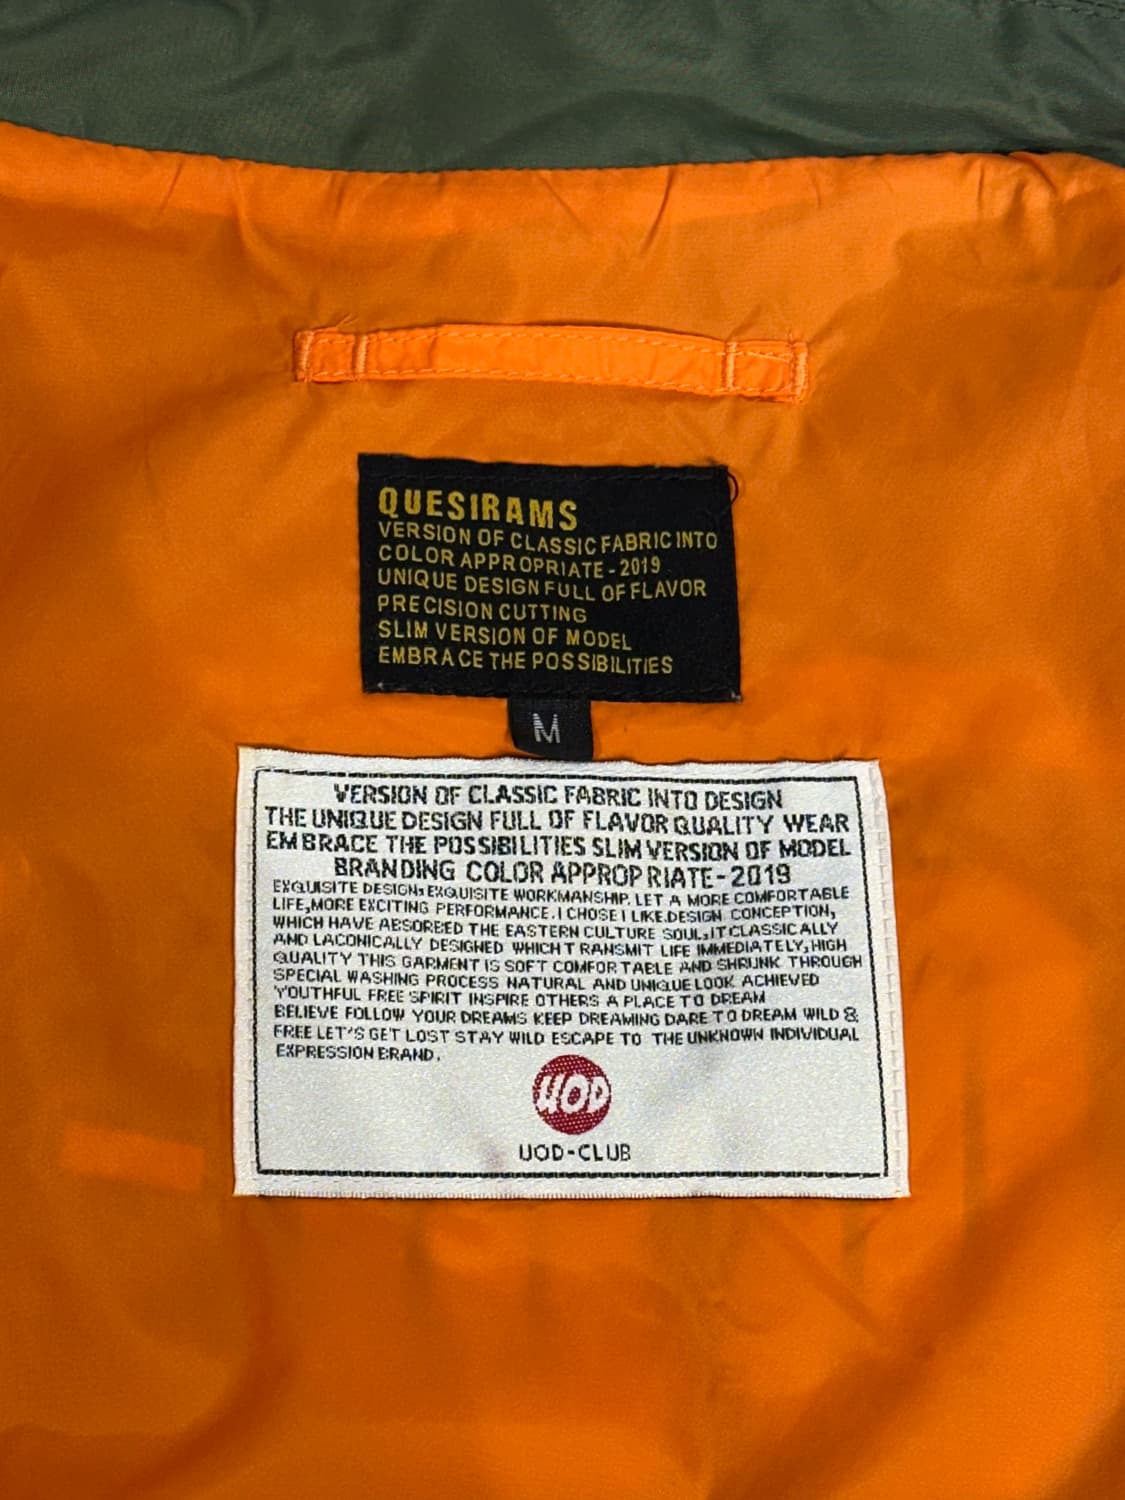 QUESIRAMS
VERSION OF CLASSIC FABRIC INTO
COLOR APPROPRIATE - 2019
UNIQUE DESIGN FULL OF FLAVOR
PRECISION CUTTING
SLIM VERSION OF MODEL
EMBRACE THE POSSIBILITIES
M
VERSION OF CLASSIC FABRIC INTO DESIGN
THE UNIQUE DESIGN FULL OF FLAVOR QUALITY WEAR
EMBRACE THE POSSIBILITIES SLIM VERSION OF MODEL
BRANDING COLOR APPROPRIATE-2019
EXQUISITE DESIGN, EXQUISITE WORKMANSHIP. LET A MORE COMFORTABLE
LIFE,MORE EXCITING PERFORMANCE. I CHOSE I LIKE.DESIGN CONCEPTION,
WHICH HAVE ABSORBED THE EASTERN CULTURE SOUL,IT CLASSICALLY
AND LACONICALLY DESIGNED WHICH TRANSMIT LIFE IMMEDIATELY,HIGH
QUALITY THIS GARMENT IS SOFT COMFORTABLE AND SHRUNK THROUGH
SPECIAL WASHING PROCESS NATURAL AND UNIQUE LOOK ACHIEVED
YOUTHFUL FREE SPIRIT INSPIRE OTHERS A PLACE TO DREAM
BELIEVE FOLLOW YOUR DREAMS KEEP DREAMING DARE TO DREAM WILD &
FREE LET'S GET LOST STAY WILD ESCAPE TO THE UNKNOWN INDIVIDUAL
EXPRESSION BRAND.
UOD
UOD-CLUB